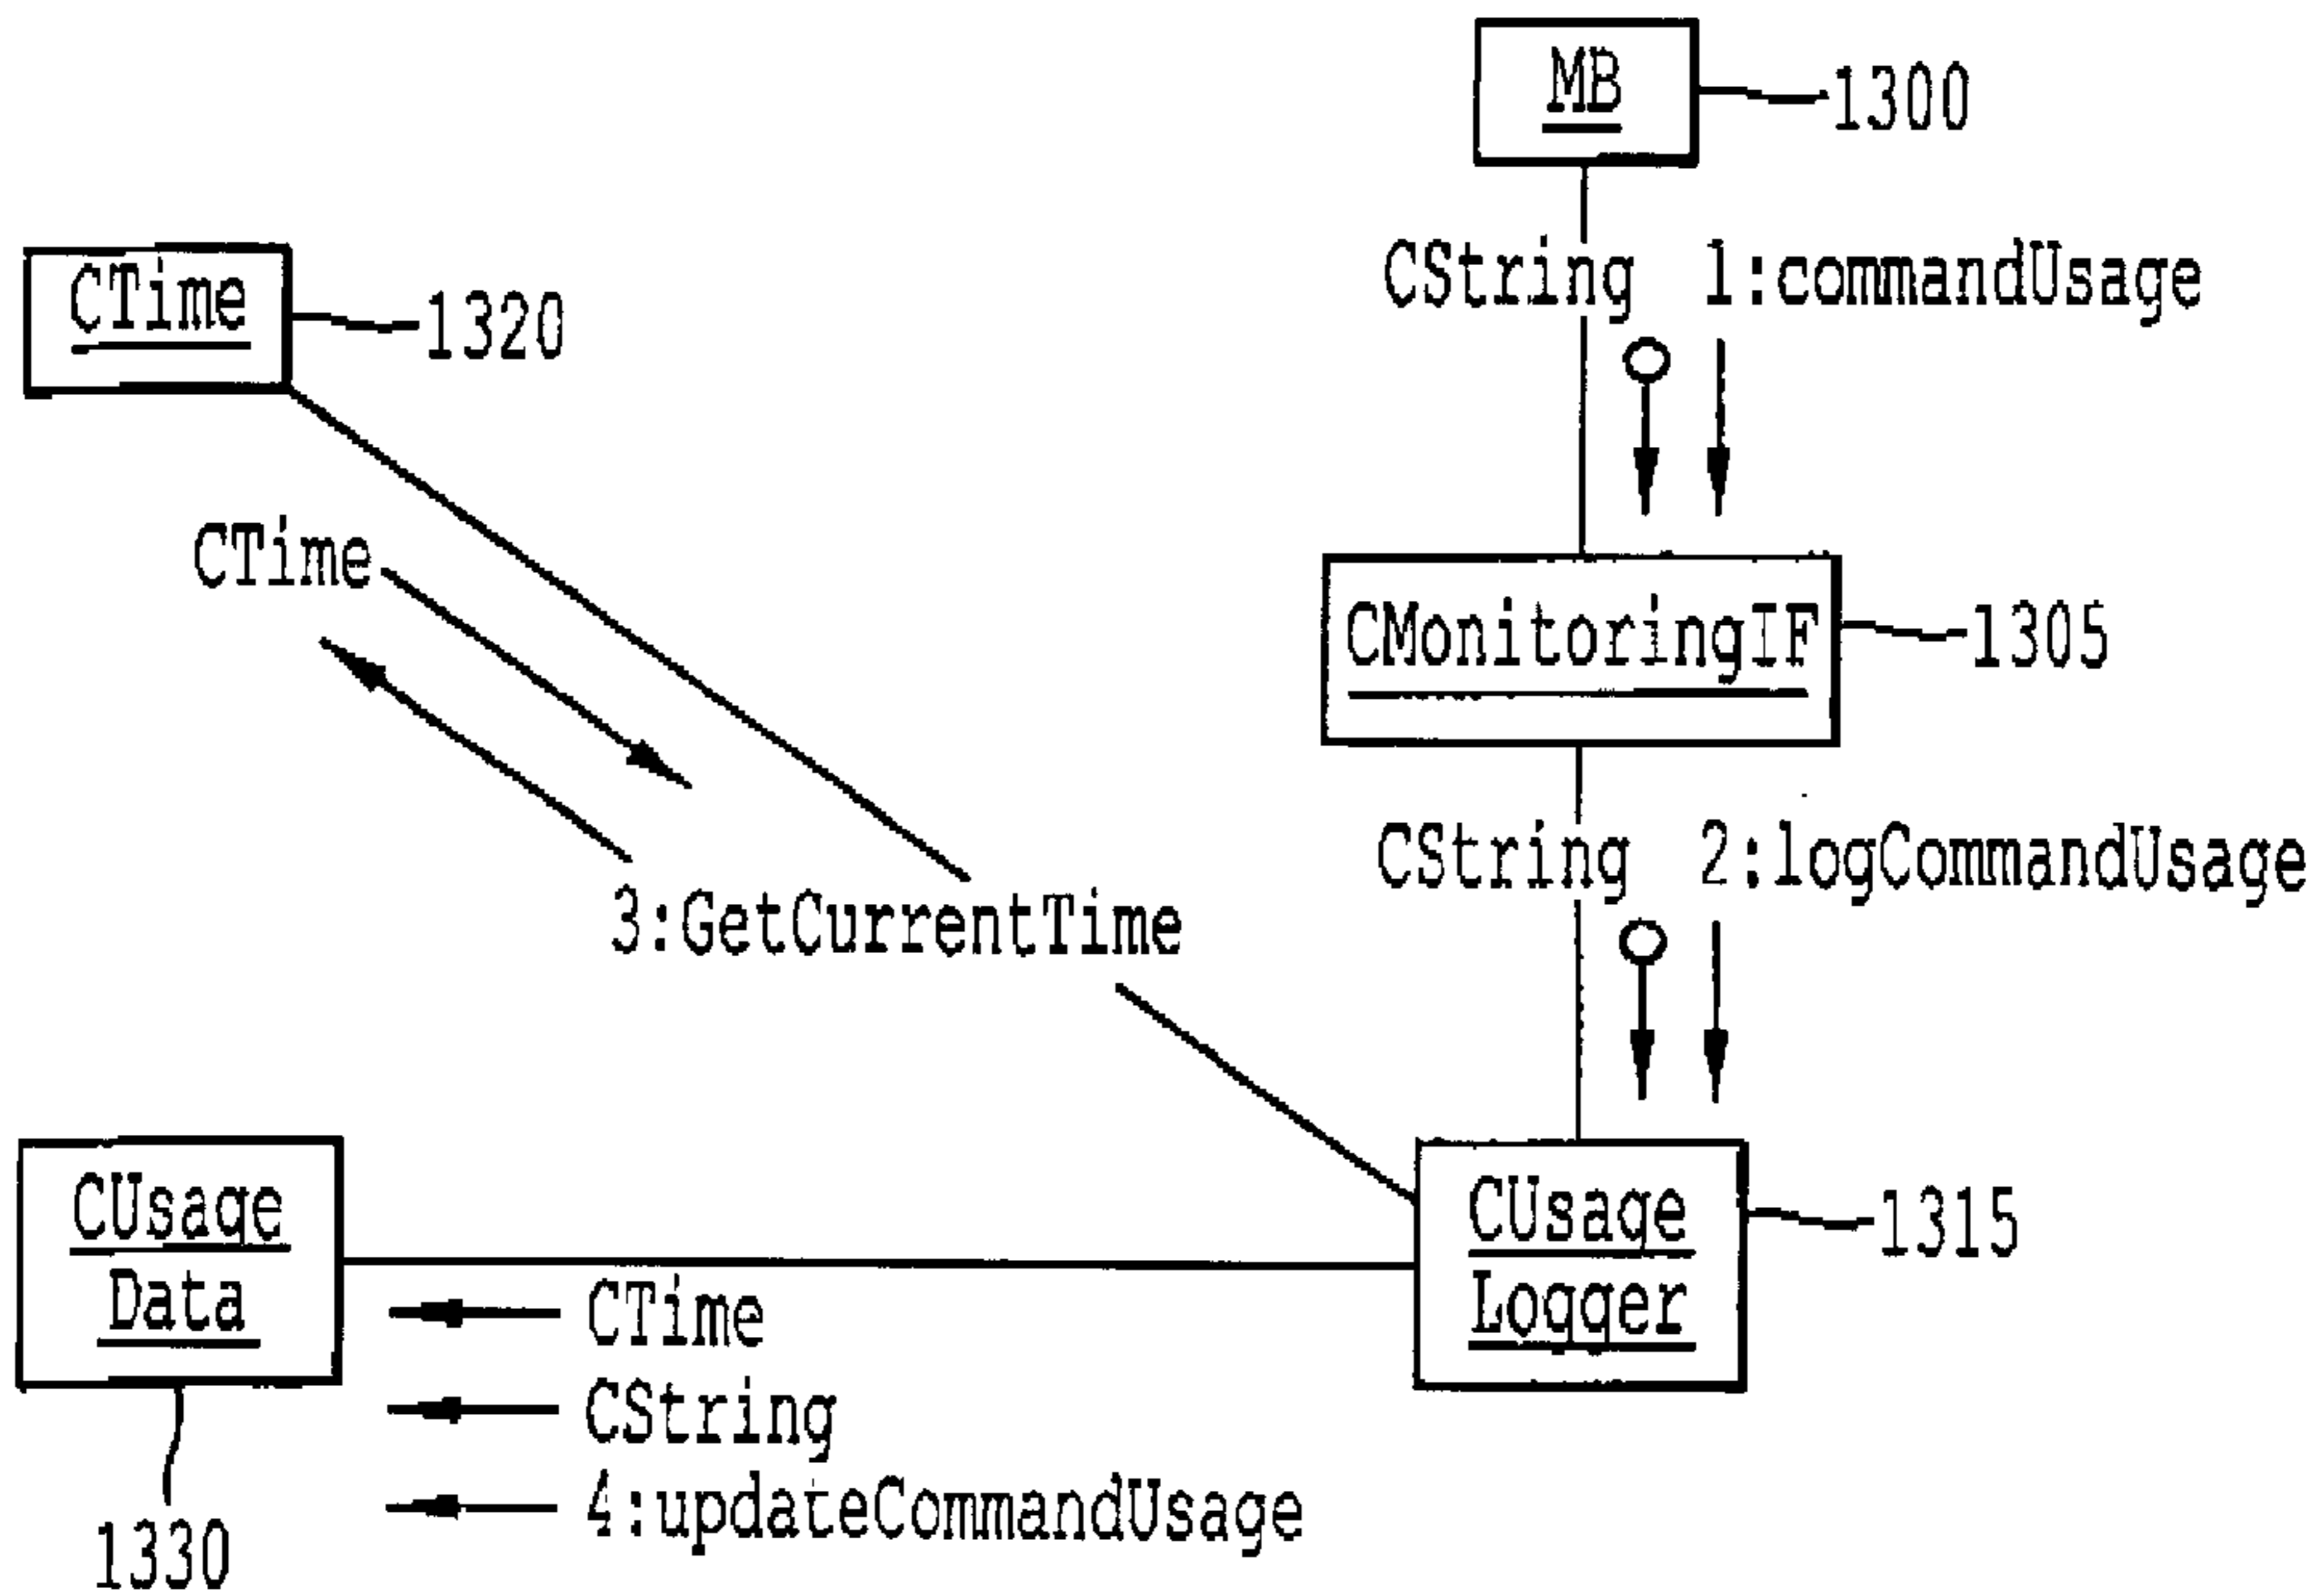 MB
1300
CTime
1320
CString 1:commandUsage
CTime
CMonitoringIF
1305
CString 2:logCommandUsage
3:GetCurrentTime
CUsage
Data
1330
CUsage
Logger
1315
CTime
CString
4:updateCommandUsage